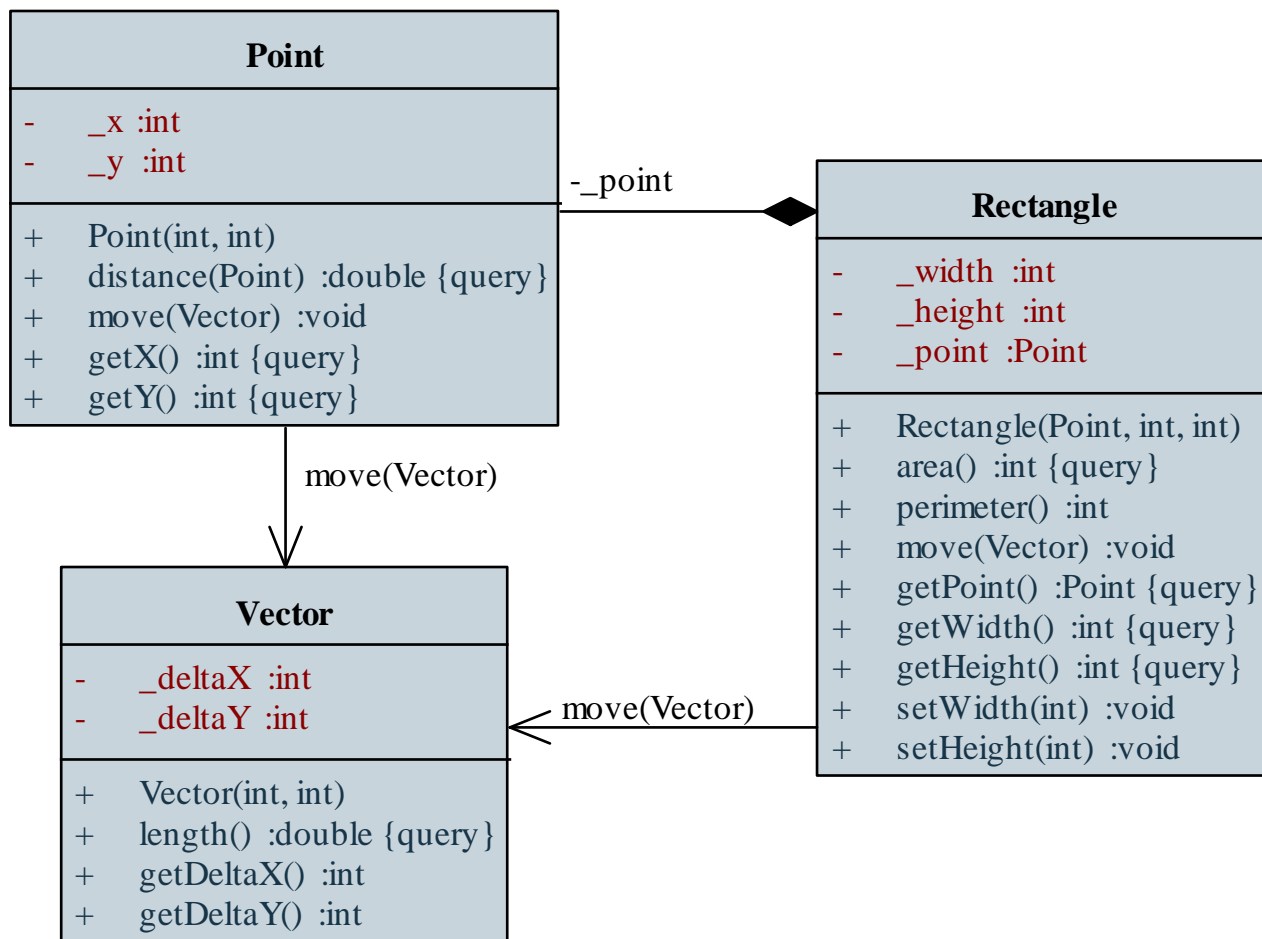 Point
- _x :int
- _y :int
+ Point(int, int)
+ distance(Point) :double {query}
+ move(Vector) :void
+ getX() :int {query}
+ getY() :int {query}
-_point
Rectangle
- _width :int
- _height :int
- _point :Point
+ Rectangle(Point, int, int)
+ area() :int {query}
+ perimeter() :int
+ move(Vector) :void
+ getPoint() :Point {query}
+ getWidth() :int {query}
+ getHeight() :int {query}
+ setWidth(int) :void
+ setHeight(int) :void
move(Vector)
move(Vector)
Vector
- _deltaX :int
- _deltaY :int
+ Vector(int, int)
+ length() :double {query}
+ getDeltaX() :int
+ getDeltaY() :int